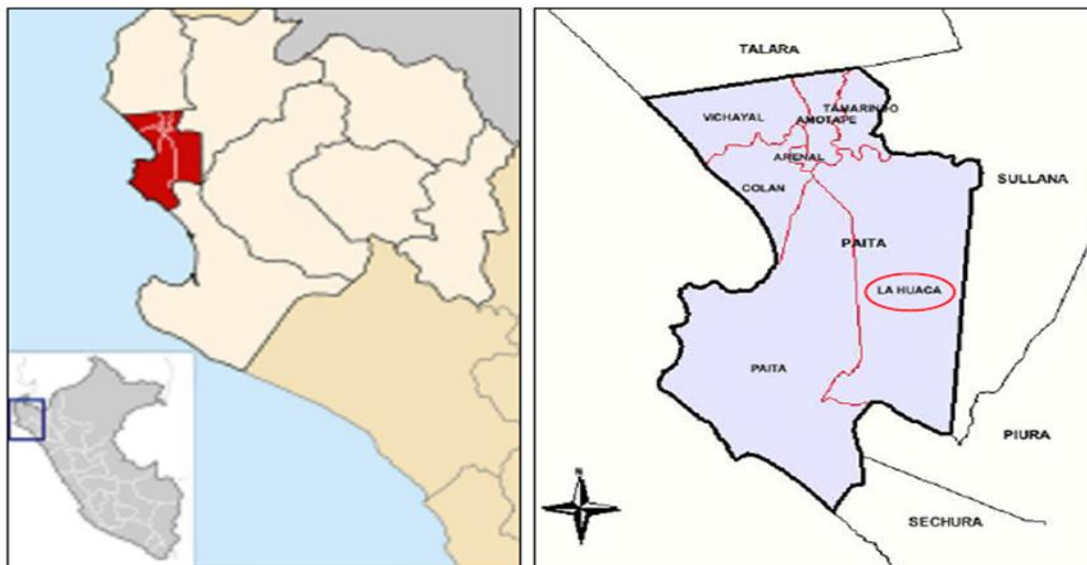 TALARA
TAMARINDO
VICHAYAL
AMOTAPE
ARENAL
SULLANA
COLAN
PAITA
LA HUACA
PAITA
PIURA
N
SECHURA